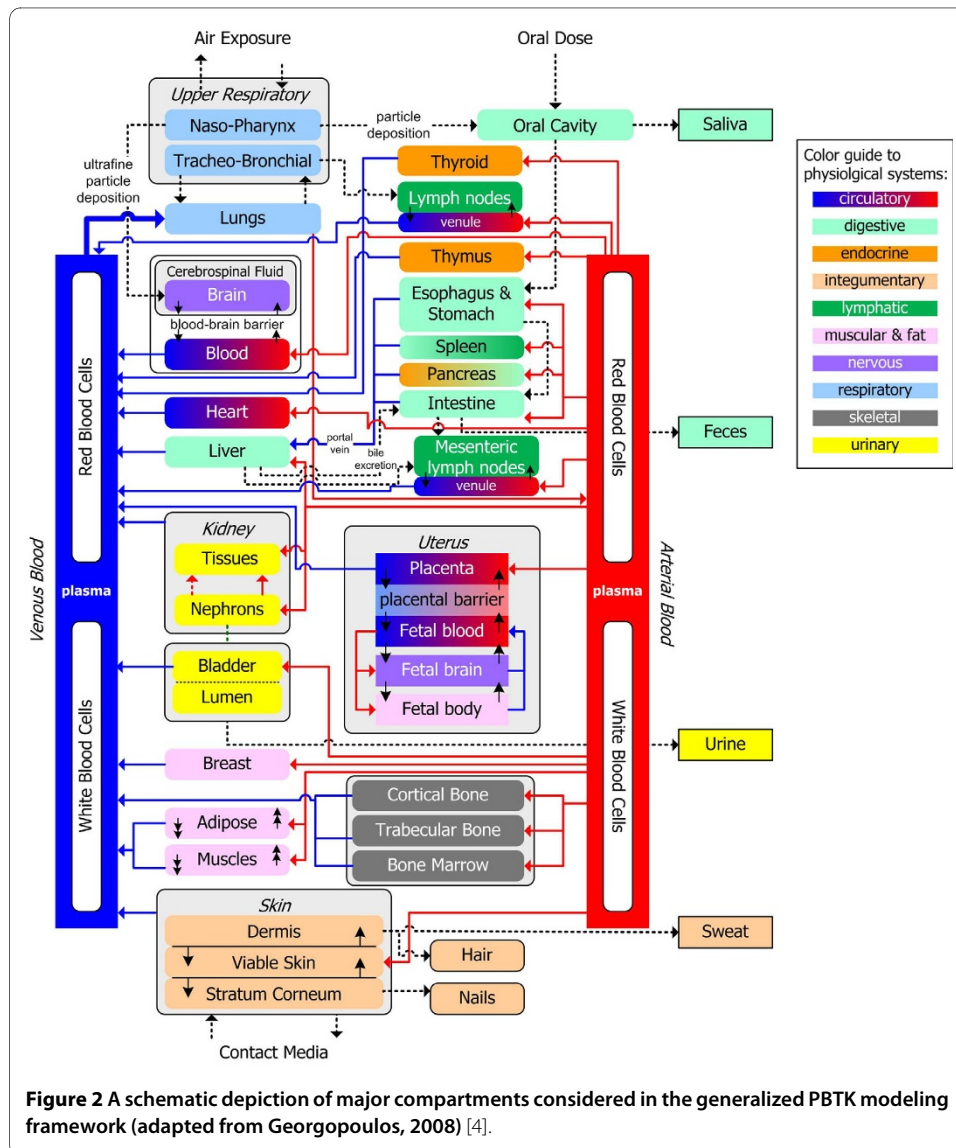 Air Exposure
Oral Dose
Upper Respiratory
Naso-Pharynx
particle
deposition
Oral Cavity
Saliva
ultrafine
particle
deposition
Tracheo-Bronchial
Thyroid
Lymph nodes
venule
Lungs
Color guide to
physiolgical systems:
circulatory
digestive
endocrine
integumentary
lymphatic
muscular & fat
nervous
respiratory
skeletal
urinary
Cerebrospinal Fluid
Brain
blood-brain barrier
Blood
Thymus
Esophagus &
Stomach
Spleen
Pancreas
Intestine
Heart
Liver
portal
vein
bile
excretion
Mesenteric
lymph nodes
venule
Feces
Red Blood Cells
Red Blood Cells
Venous Blood
plasma
plasma
Arterial Blood
White Blood Cells
White Blood Cells
Kidney
Tissues
Nephrons
Uterus
Placenta
placental barrier
Fetal blood
Fetal brain
Fetal body
Bladder
Lumen
Urine
Breast
Adipose
Muscles
Cortical Bone
Trabecular Bone
Bone Marrow
Skin
Dermis
Viable Skin
Stratum Corneum
Hair
Nails
Sweat
Contact Media
Figure 2 A schematic depiction of major compartments considered in the generalized PBTK modeling
framework (adapted from Georgopoulos, 2008) [4].